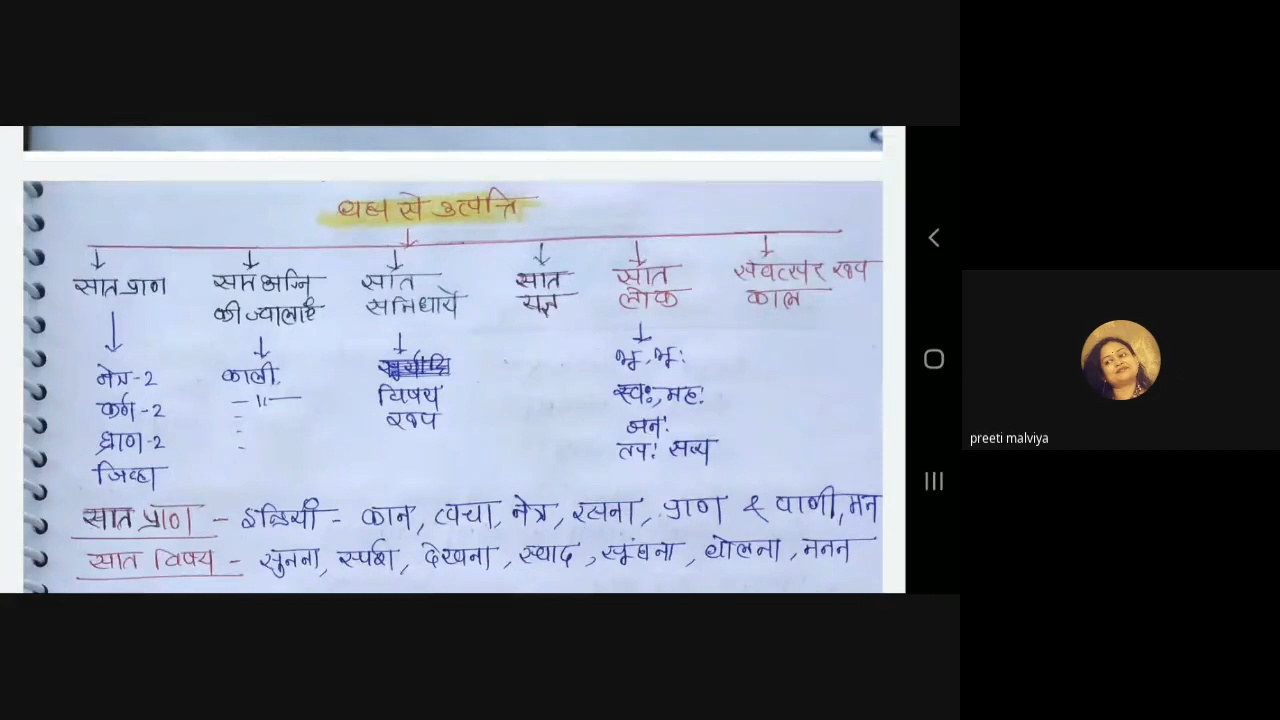 ब्रह्म से उत्पत्ति
सात प्राण
सात अग्नि
की ज्वालाएँ
सात
समिधायें
सात
यज्ञ
सात
लोक
संवत्सर रूप
काल
नेत्र-2
कर्ण-2
घ्राण-2
जिव्हा
काली
–॥–
विषय
रूप
भू, भूः
स्वः, महः
जनः
तपः सत्य
सात प्राण – इन्द्रियाँ – कान, त्वचा, नेत्र, रसना, घ्राण & वाणी, मन
सात विषय – सुनना, स्पर्श, देखना, स्वाद, सूंघना, बोलना, मनन
preeti malviya